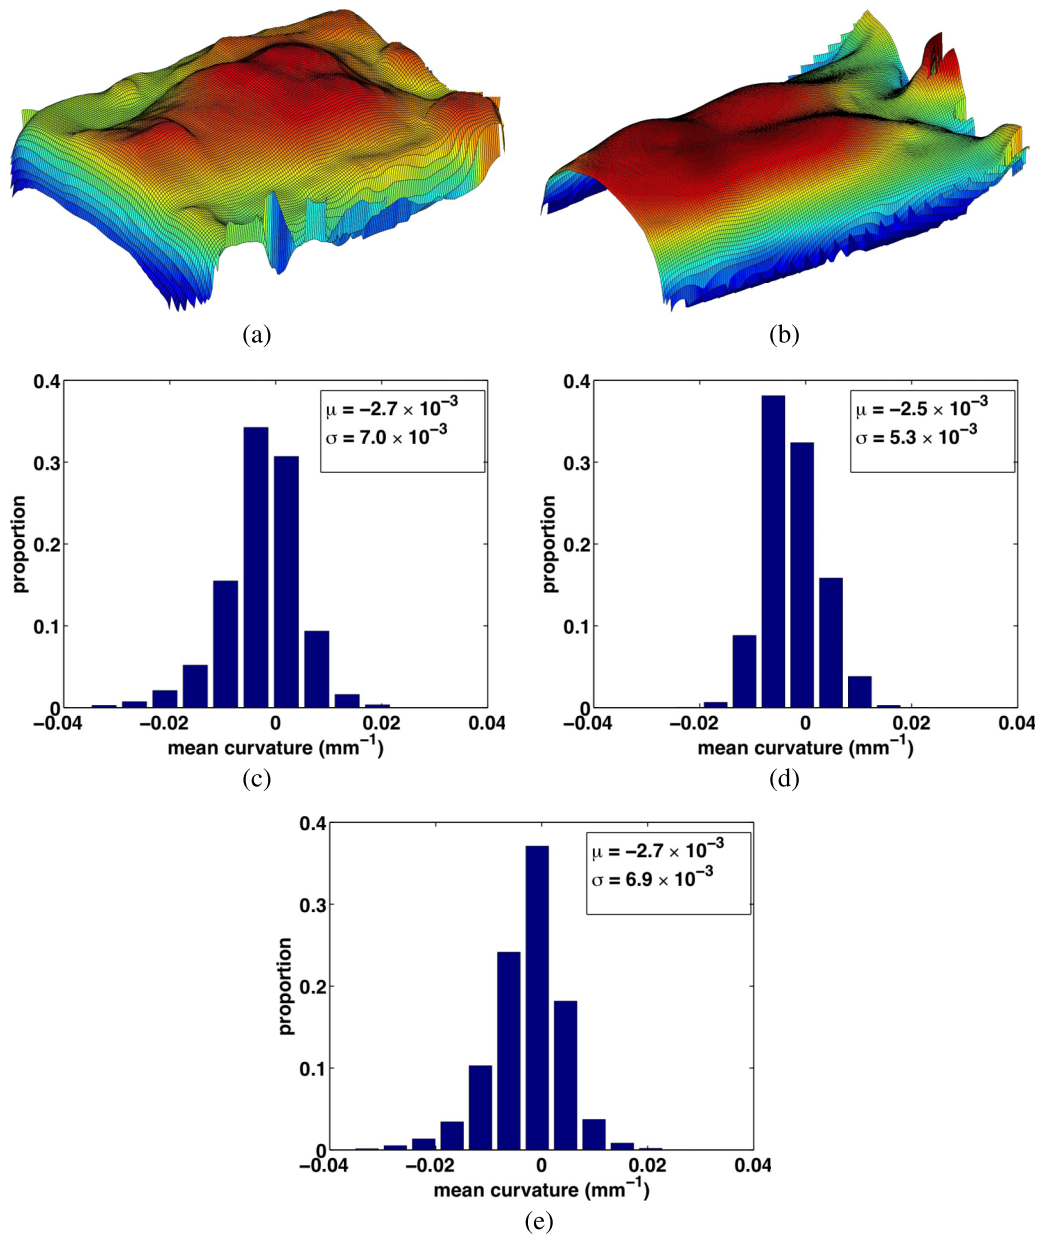 (a)
(b)
0.4
0.3
0.2
0.1
0
proportion
μ = −2.7 × 10⁻³
σ = 7.0 × 10⁻³
−0.04
−0.02
0
0.02
0.04
mean curvature (mm⁻¹)
(c)
0.4
0.3
0.2
0.1
0
proportion
μ = −2.5 × 10⁻³
σ = 5.3 × 10⁻³
−0.04
−0.02
0
0.02
0.04
mean curvature (mm⁻¹)
(d)
0.4
0.3
0.2
0.1
0
proportion
μ = −2.7 × 10⁻³
σ = 6.9 × 10⁻³
−0.04
−0.02
0
0.02
0.04
mean curvature (mm⁻¹)
(e)